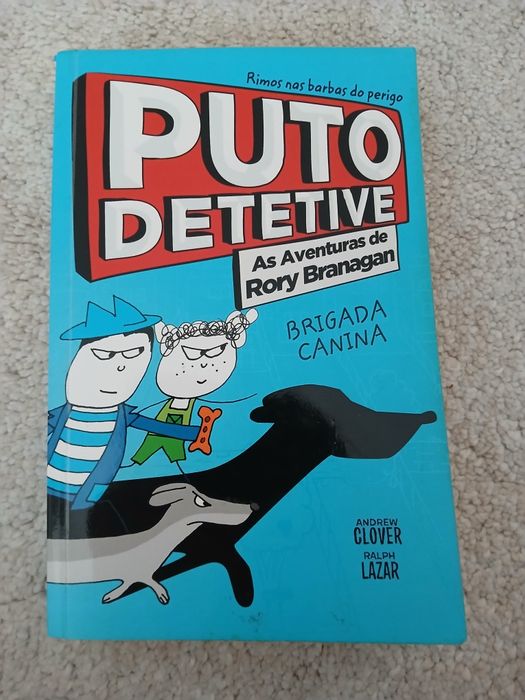 Rimos nas barbas do perigo
PUTO
DETETIVE
As Aventuras de
Rory Branagan
BRIGADA
CANINA
ANDREW
CLOVER
RALPH
LAZAR